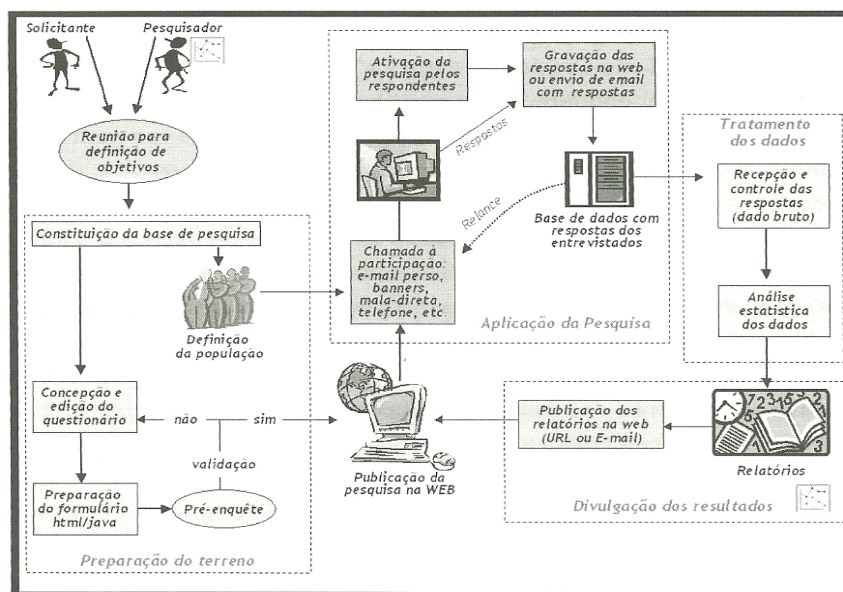 Solicitante
Pesquisador
Reunião para
definição de
objetivos
Constituição da base de pesquisa
Definição
da população
Concepção e
edição do
questionário
não
sim
validação
Preparação
do formulário
html/java
Pré-enquête
Preparação do terreno
Ativação da
pesquisa pelos
respondentes
Gravação das
respostas na web
ou envio de email
com respostas
Respostas
Relance
Base de dados com
respostas dos
entrevistados
Chamada à
participação:
e-mail perso,
banners,
mala-direta,
telefone, etc
Aplicação da Pesquisa
Publicação da
pesquisa na WEB
Tratamento
dos dados
Recepção e
controle das
respostas
(dado bruto)
Análise
estatistica
dos dados
Relatórios
Publicação dos
relatórios na web
(URL ou E-mail)
Divulgação dos resultados